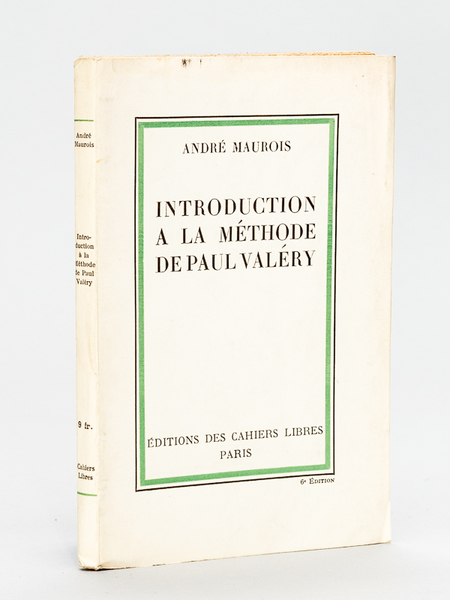 André
Maurois
Intro-
duction
à la
Méthode
de Paul
Valéry
9 fr.
Cahiers
Libres
ANDRÉ MAUROIS
INTRODUCTION
A LA MÉTHODE
DE PAUL VALÉRY
ÉDITIONS DES CAHIERS LIBRES
PARIS
6e ÉDITION